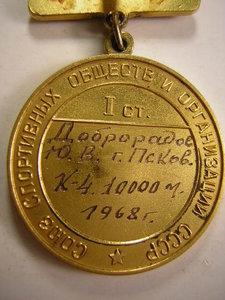 СОЮЗ СПОРТИВНЫХ ОБЩЕСТВ И ОРГАНИЗАЦИЙ СССР
I ст.
Доброрадов
Ю.В. г. Псков.
К-4. 10000 м.
1968 г.